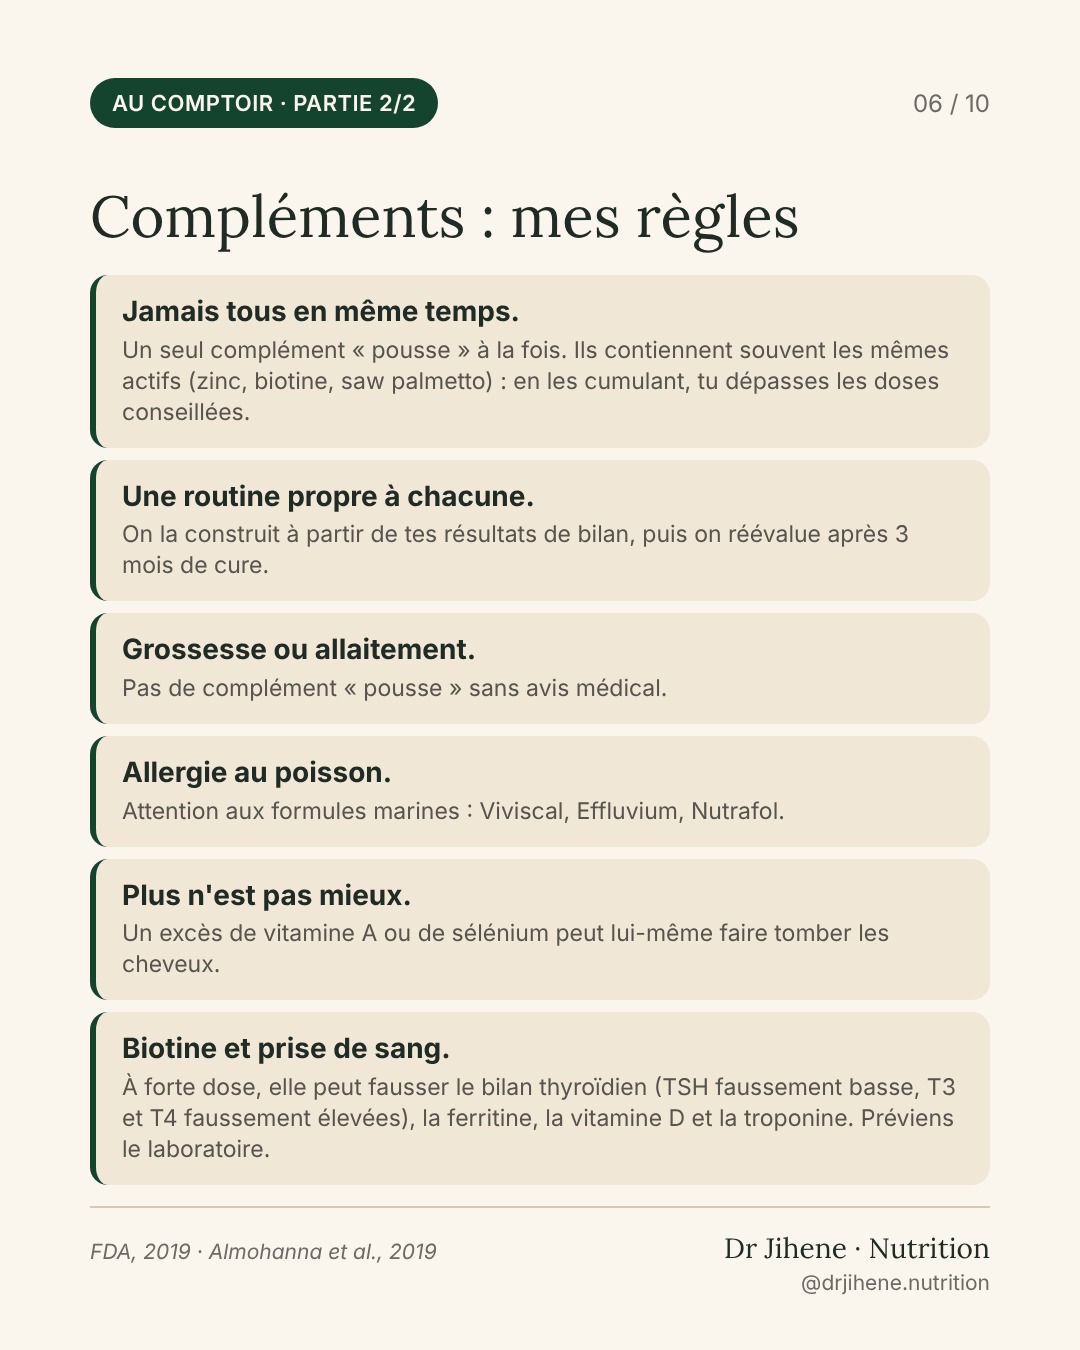 AU COMPTOIR · PARTIE 2/2
06 / 10
Compléments : mes règles
Jamais tous en même temps.
Un seul complément « pousse » à la fois. Ils contiennent souvent les mêmes
actifs (zinc, biotine, saw palmetto) : en les cumulant, tu dépasses les doses
conseillées.
Une routine propre à chacune.
On la construit à partir de tes résultats de bilan, puis on réévalue après 3
mois de cure.
Grossesse ou allaitement.
Pas de complément « pousse » sans avis médical.
Allergie au poisson.
Attention aux formules marines : Viviscal, Effluvium, Nutrafol.
Plus n'est pas mieux.
Un excès de vitamine A ou de sélénium peut lui-même faire tomber les
cheveux.
Biotine et prise de sang.
À forte dose, elle peut fausser le bilan thyroïdien (TSH faussement basse, T3
et T4 faussement élevées), la ferritine, la vitamine D et la troponine. Préviens
le laboratoire.
FDA, 2019 · Almohanna et al., 2019
Dr Jihene · Nutrition
@drjihene.nutrition